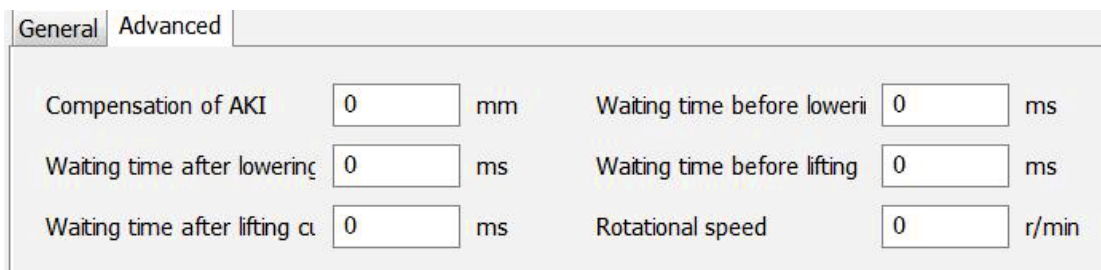 General Advanced
Compensation of AKI 0 mm Waiting time before loweri 0 ms
Waiting time after lowering 0 ms Waiting time before lifting 0 ms
Waiting time after lifting cu 0 ms Rotational speed 0 r/min